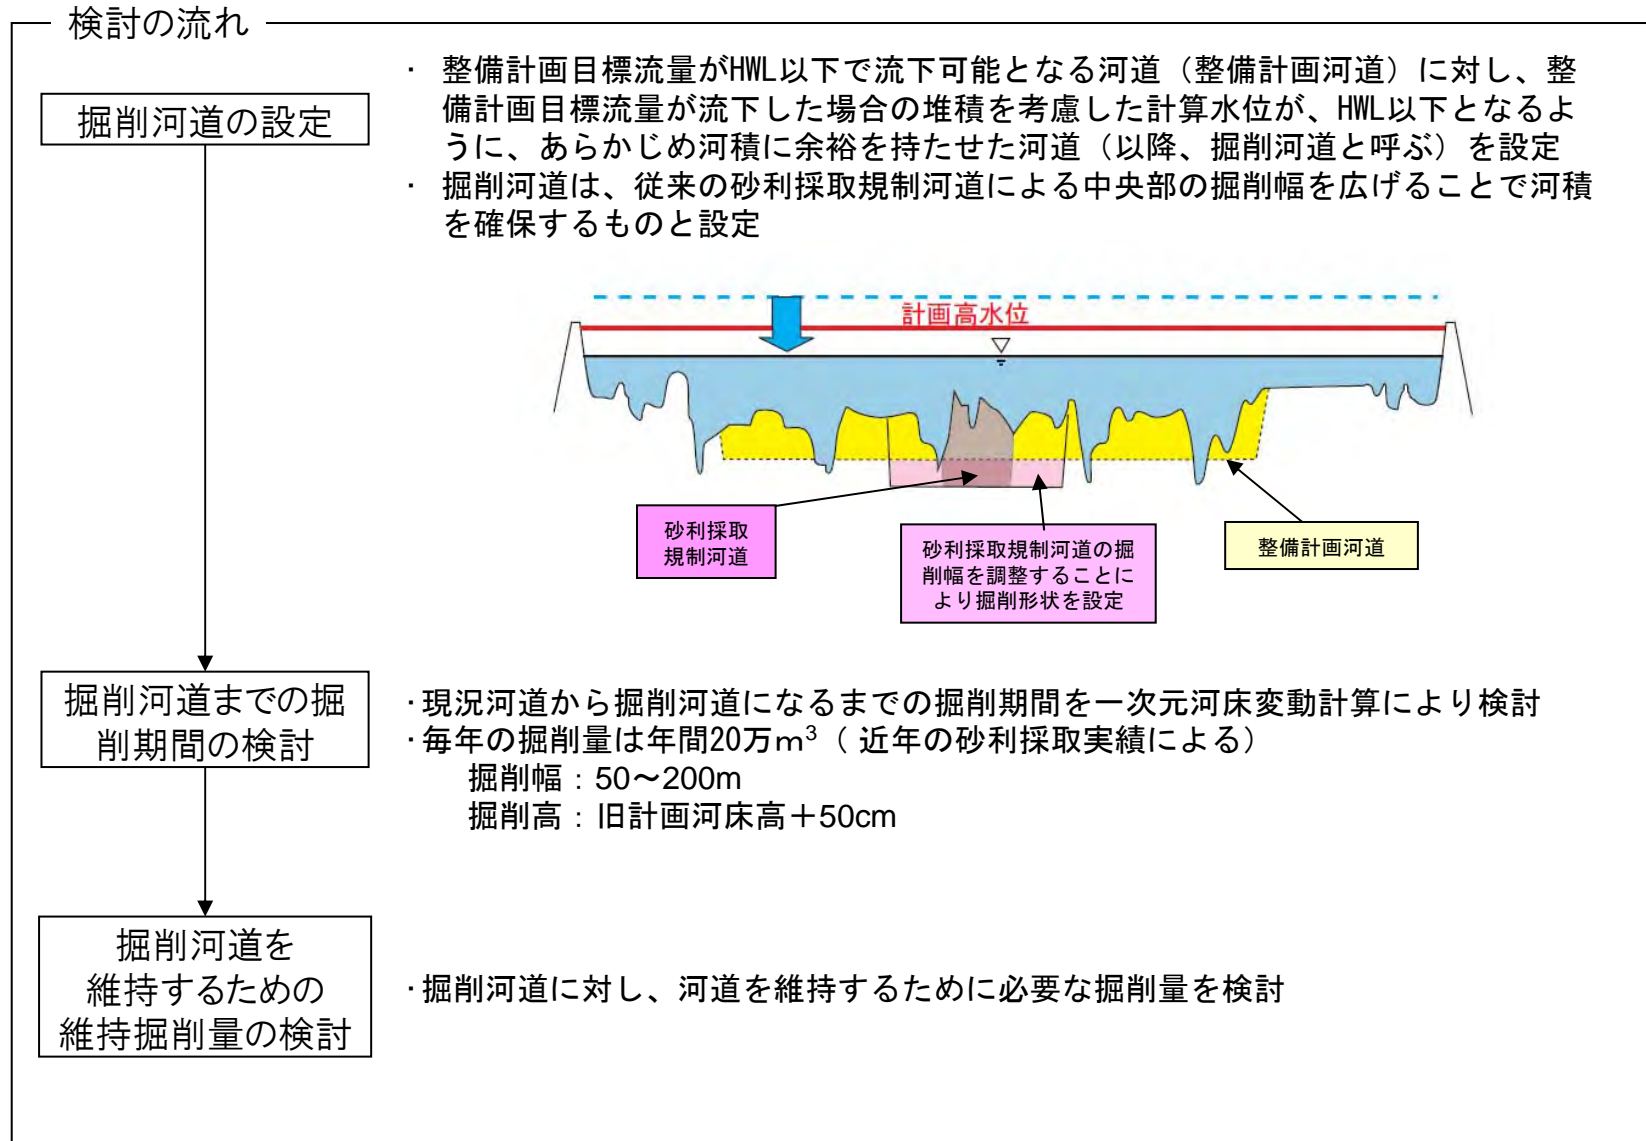 検討の流れ
掘削河道の設定
・ 整備計画目標流量がHWL以下で流下可能となる河道（整備計画河道）に対し、整
備計画目標流量が流下した場合の堆積を考慮した計算水位が、HWL以下となるよ
うに、あらかじめ河積に余裕を持たせた河道（以降、掘削河道と呼ぶ）を設定
・ 掘削河道は、従来の砂利採取規制河道による中央部の掘削幅を広げることで河積
を確保するものと設定
計画高水位
砂利採取
規制河道
砂利採取規制河道の掘
削幅を調整することに
より掘削形状を設定
整備計画河道
掘削河道までの掘
削期間の検討
・現況河道から掘削河道になるまでの掘削期間を一次元河床変動計算により検討
・毎年の掘削量は年間20万m³（ 近年の砂利採取実績による）
掘削幅：50～200m
掘削高：旧計画河床高＋50cm
掘削河道を
維持するための
維持掘削量の検討
・掘削河道に対し、河道を維持するために必要な掘削量を検討